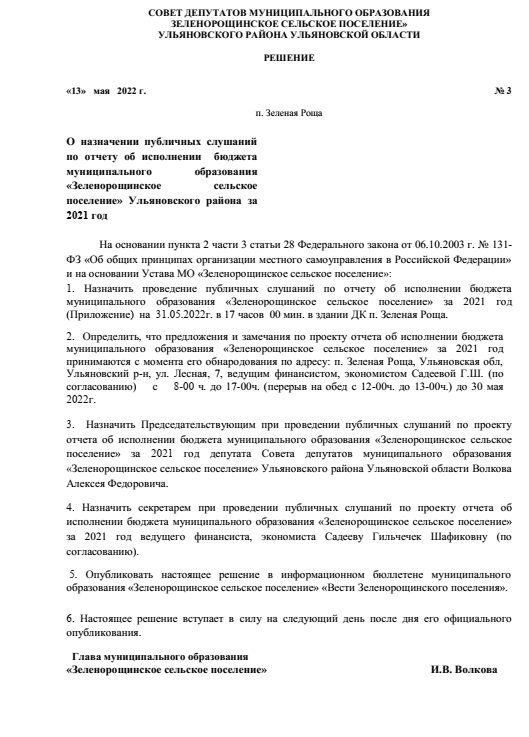 СОВЕТ ДЕПУТАТОВ МУНИЦИПАЛЬНОГО ОБРАЗОВАНИЯ
ЗЕЛЕНОРОЩИНСКОЕ СЕЛЬСКОЕ ПОСЕЛЕНИЕ»
УЛЬЯНОВСКОГО РАЙОНА УЛЬЯНОВСКОЙ ОБЛАСТИ
РЕШЕНИЕ
«13» мая 2022 г. № 3
п. Зеленая Роща
О назначении публичных слушаний
по отчету об исполнении бюджета
муниципального образования
«Зеленорощинское сельское
поселение» Ульяновского района за
2021 год
На основании пункта 2 части 3 статьи 28 Федерального закона от 06.10.2003 г. № 131-
ФЗ «Об общих принципах организации местного самоуправления в Российской Федерации»
и на основании Устава МО «Зеленорощинское сельское поселение»:
1. Назначить проведение публичных слушаний по отчету об исполнении бюджета
муниципального образования «Зеленорощинское сельское поселение» за 2021 год
(Приложение) на 31.05.2022г. в 17 часов 00 мин. в здании ДК п. Зеленая Роща.
2. Определить, что предложения и замечания по проекту отчета об исполнении бюджета
муниципального образования «Зеленорощинское сельское поселение» за 2021 год
принимаются с момента его обнародования по адресу: п. Зеленая Роща, Ульяновская обл,
Ульяновский р-н, ул. Лесная, 7, ведущим финансистом, экономистом Садеевой Г.Ш. (по
согласованию) с 8-00 ч. до 17-00ч. (перерыв на обед с 12-00ч. до 13-00ч.) до 30 мая
2022г.
3. Назначить Председательствующим при проведении публичных слушаний по проекту
отчета об исполнении бюджета муниципального образования «Зеленорощинское сельское
поселение» за 2021 год депутата Совета депутатов муниципального образования
«Зеленорощинское сельское поселение» Ульяновского района Ульяновской области Волкова
Алексея Федоровича.
4. Назначить секретарем при проведении публичных слушаний по проекту отчета об
исполнении бюджета муниципального образования «Зеленорощинское сельское поселение»
за 2021 год ведущего финансиста, экономиста Садееву Гильчечек Шафиковну (по
согласованию).
5. Опубликовать настоящее решение в информационном бюллетене муниципального
образования «Зеленорощинское сельское поселение» «Вести Зеленорощинского поселения».
6. Настоящее решение вступает в силу на следующий день после дня его официального
опубликования.
Глава муниципального образования
«Зеленорощинское сельское поселение» И.В. Волкова